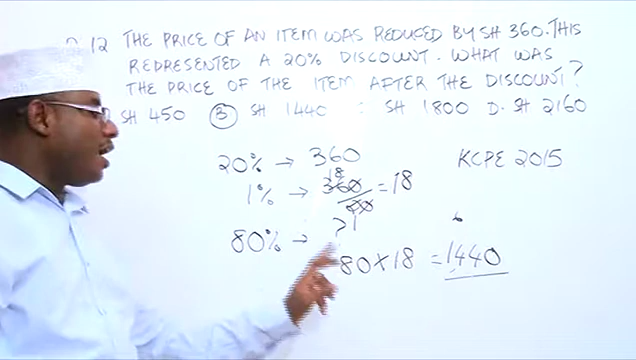 12 THE PRICE OF AN ITEM WAS REDUCED BY SH 360. THIS
REPRESENTED A 20% DISCOUNT. WHAT WAS
THE PRICE OF THE ITEM AFTER THE DISCOUNT?
SH 450 B SH 1440 : SH 1800 D. SH 2160
20% → 360
KCPE 2015
18
1% → 360/20 = 18
1
80% → ?
80×18 = 1440